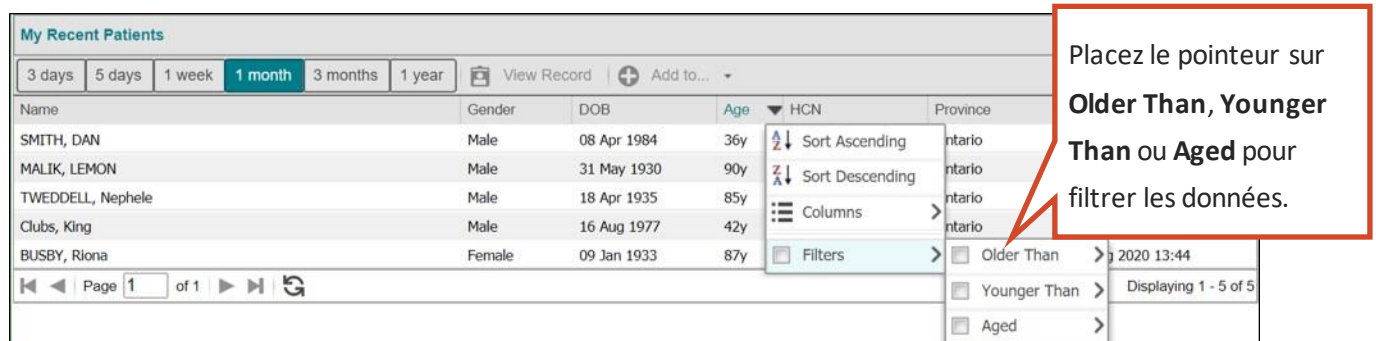 My Recent Patients
3 days 5 days 1 week 1 month 3 months 1 year View Record Add to...
Name Gender DOB Age HCN Province
SMITH, DAN Male 08 Apr 1984 36y ntario
MALIK, LEMON Male 31 May 1930 90y ntario
TWEDDELL, Nephele Male 18 Apr 1935 85y ntario
Clubs, King Male 16 Aug 1977 42y ntario
BUSBY, Riona Female 09 Jan 1933 87y 2020 13:44
Sort Ascending
Sort Descending
Columns
Filters
Older Than
Younger Than
Aged
Page 1 of 1 Displaying 1 - 5 of 5
Placez le pointeur sur
Older Than, Younger
Than ou Aged pour
filtrer les données.